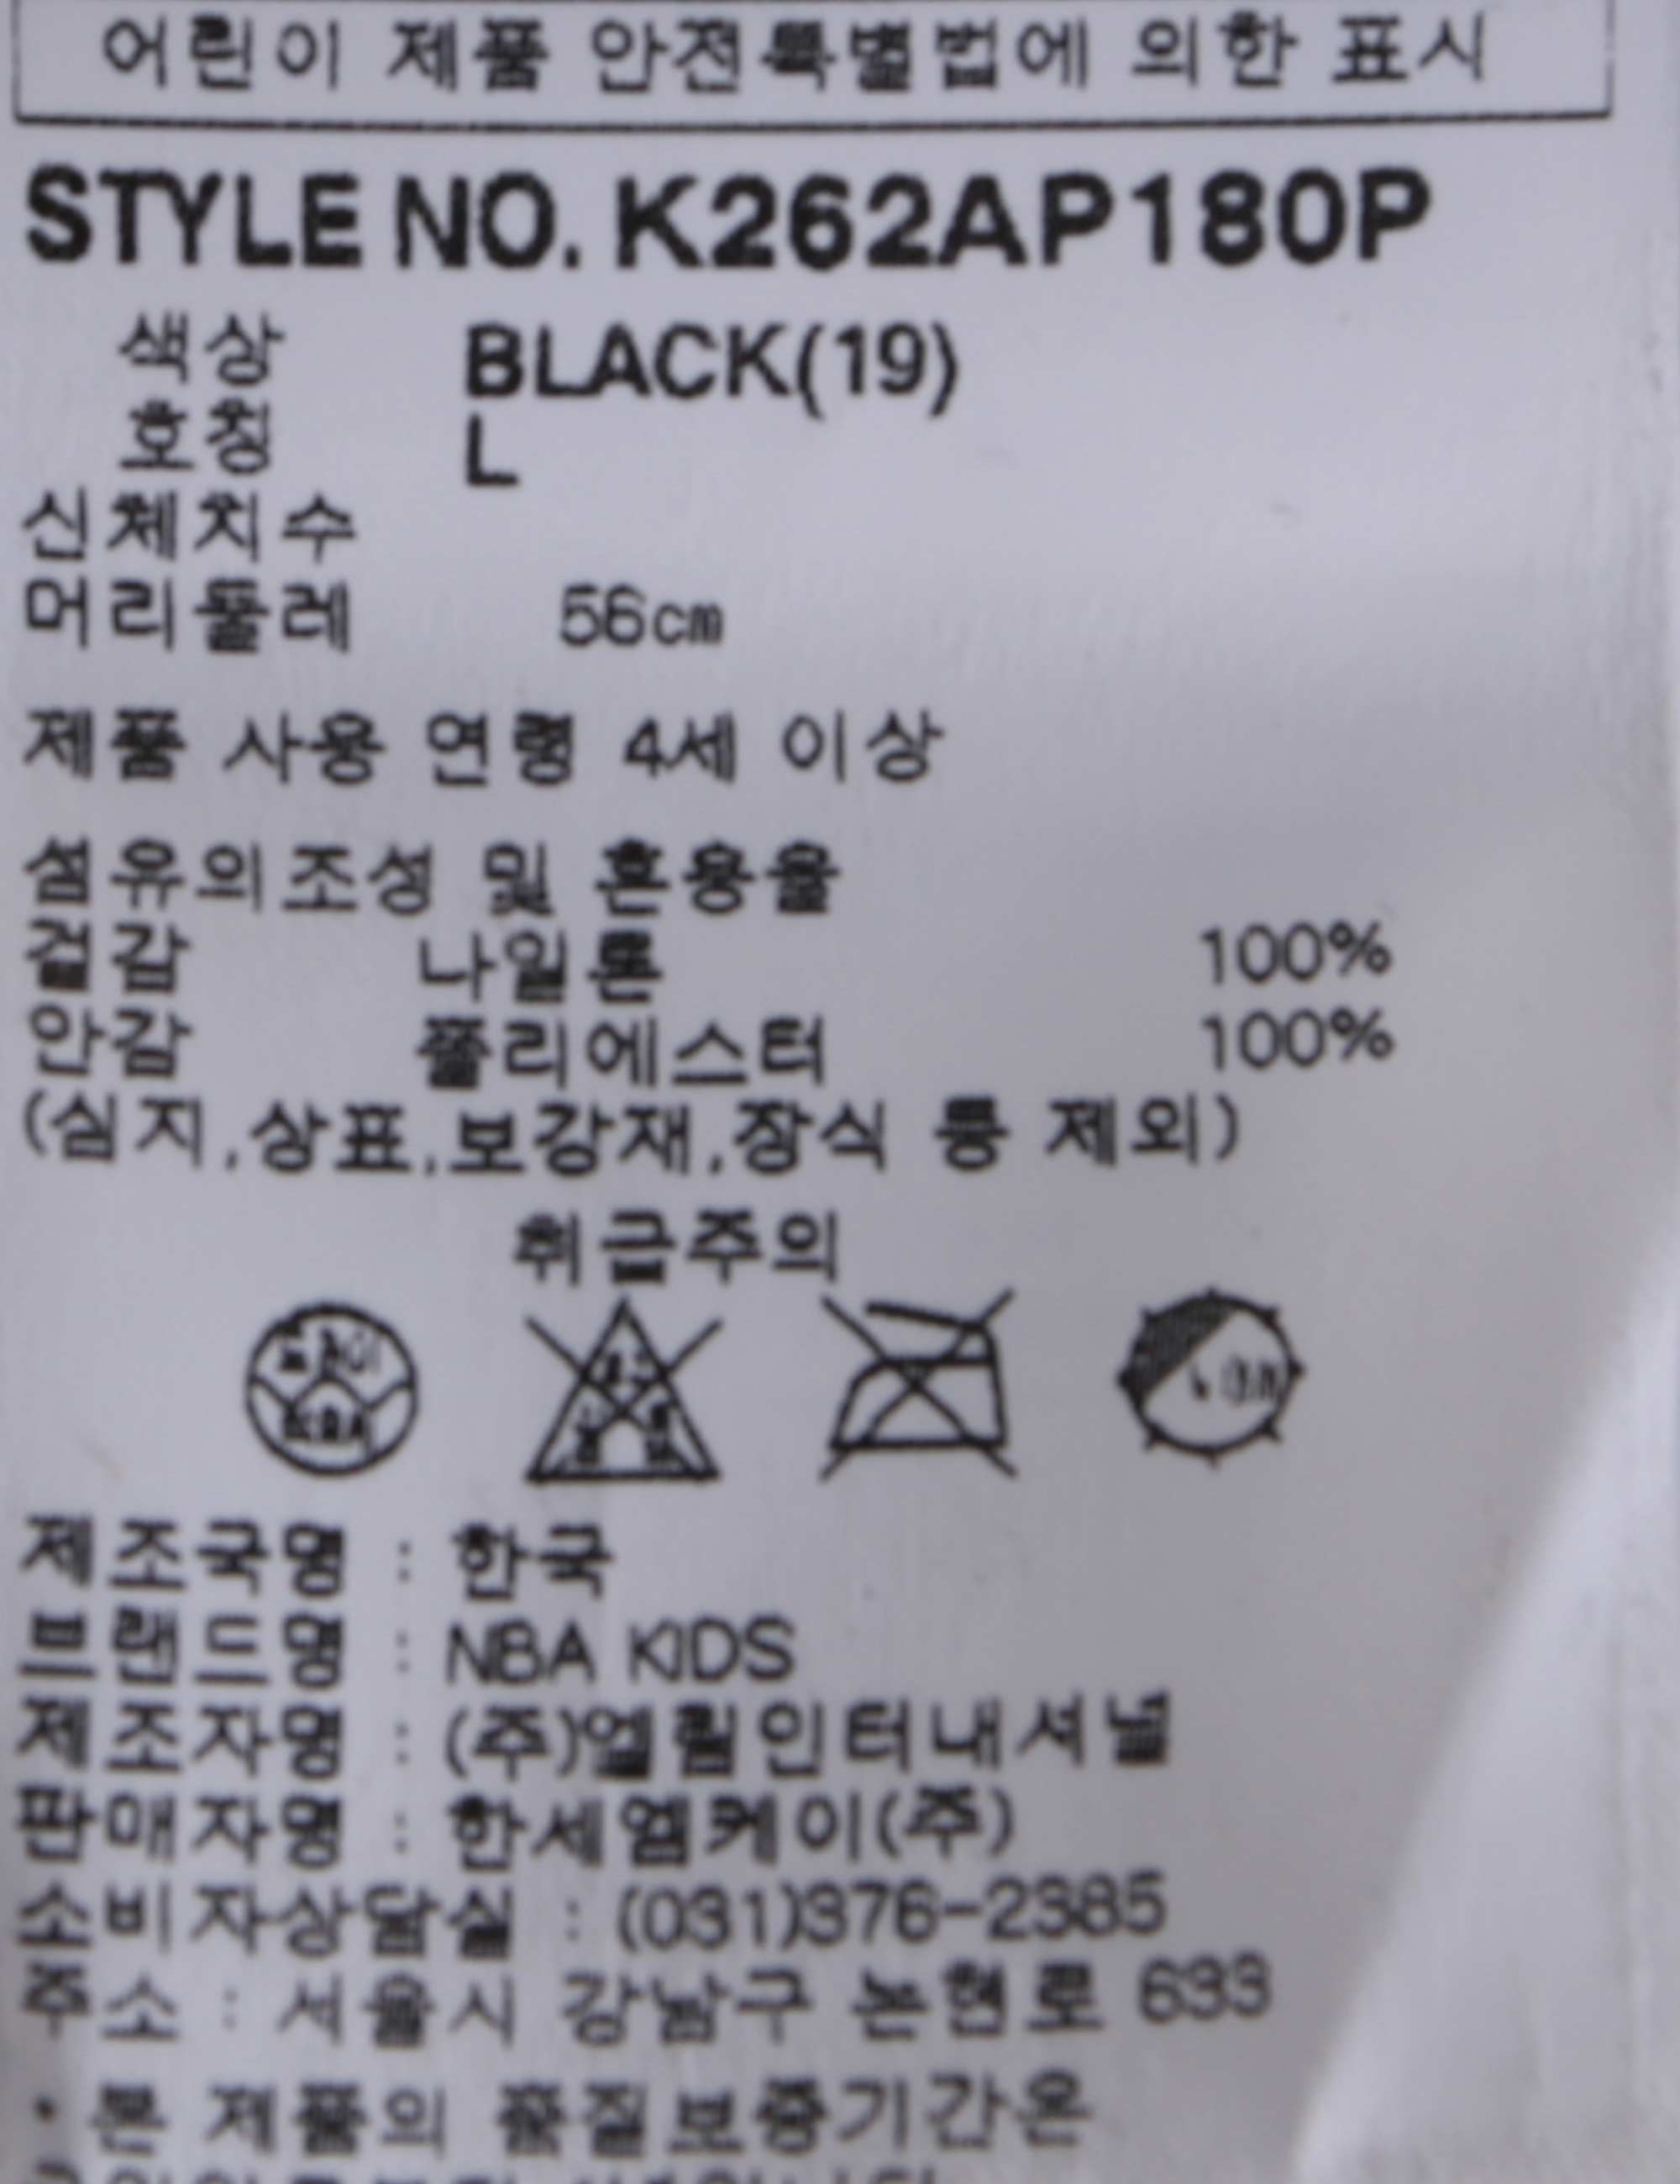 어린이 제품 안전특별법에 의한 표시
STYLE NO. K262AP180P
색상 BLACK(19)
호칭 L
신체치수
머리둘레 56cm
제품 사용 연령 4세 이상
섬유의조성 및 혼용율
겉감 나일론 100%
안감 폴리에스터 100%
(심지,상표,보강재,장식 등 제외)
취급주의
제조국명 : 한국
브랜드명 : NBA KIDS
제조자명 : (주)엘림인터내셔널
판매자명 : 한세엠케이(주)
소비자상담실 : (031)376-2385
주소 : 서울시 강남구 논현로 633
· 본 제품의 품질보증기간은